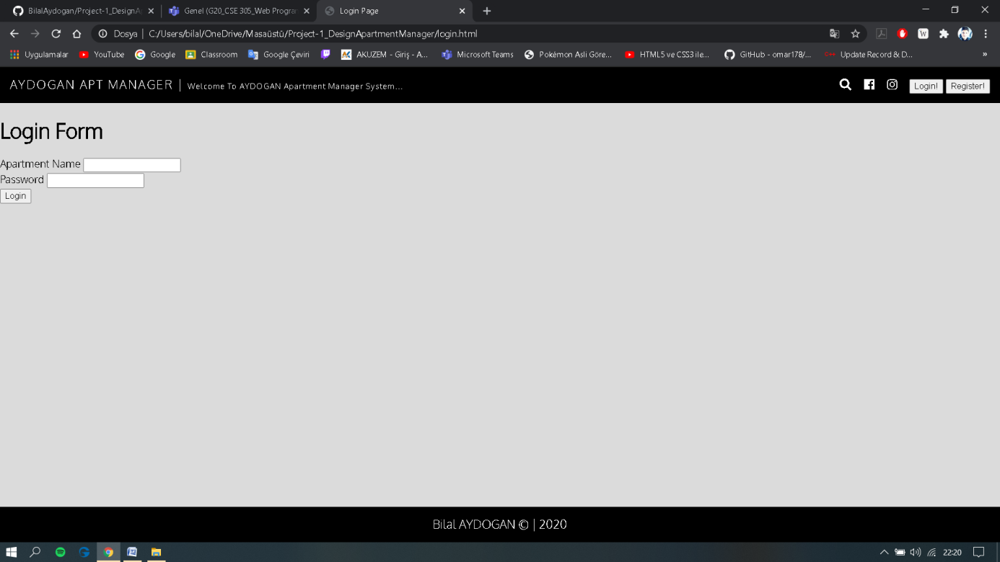 BilalAydogan/Project-1_DesignAp
Genel (G20_CSE 305_Web Program
Login Page
Dosya
C:/Users/bilal/OneDrive/Masaüstü/Project-1_DesignApartmentManager/login.html
Uygulamalar
YouTube
Google
Classroom
Google Çeviri
AKUZEM - Giriş - A...
Microsoft Teams
Pokémon Asli Göre...
HTML5 ve CSS3 ile...
GitHub - omar178/...
Update Record & D...
»
AYDOGAN APT MANAGER | Welcome To AYDOGAN Apartment Manager System...
Login!
Register!
Login Form
Apartment Name
Password
Login
Bilal AYDOGAN © | 2020
22:20